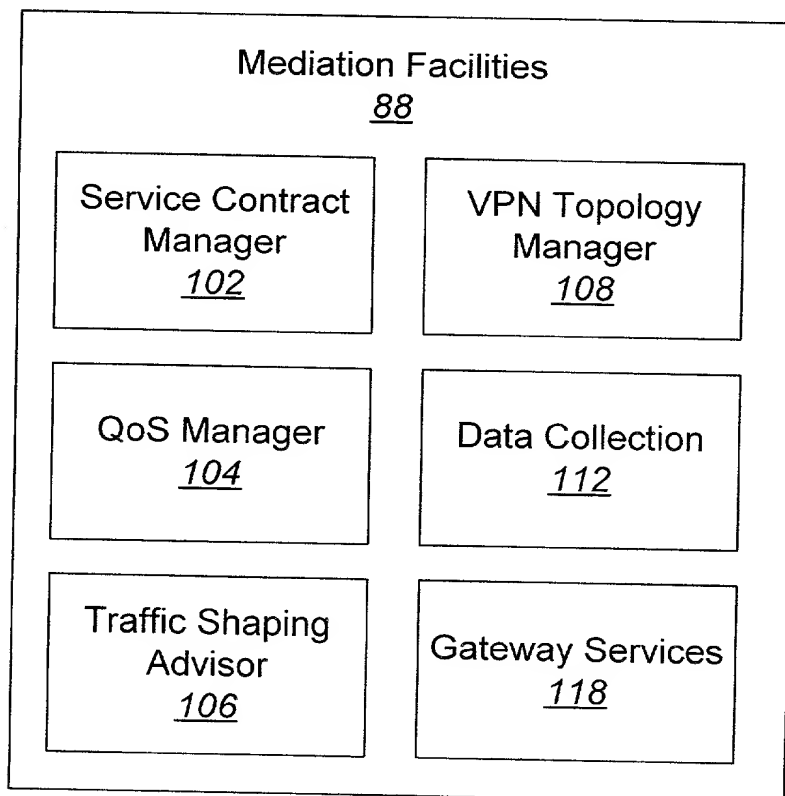 Mediation Facilities
88
Service Contract
Manager
102
VPN Topology
Manager
108
QoS Manager
104
Data Collection
112
Traffic Shaping
Advisor
106
Gateway Services
118